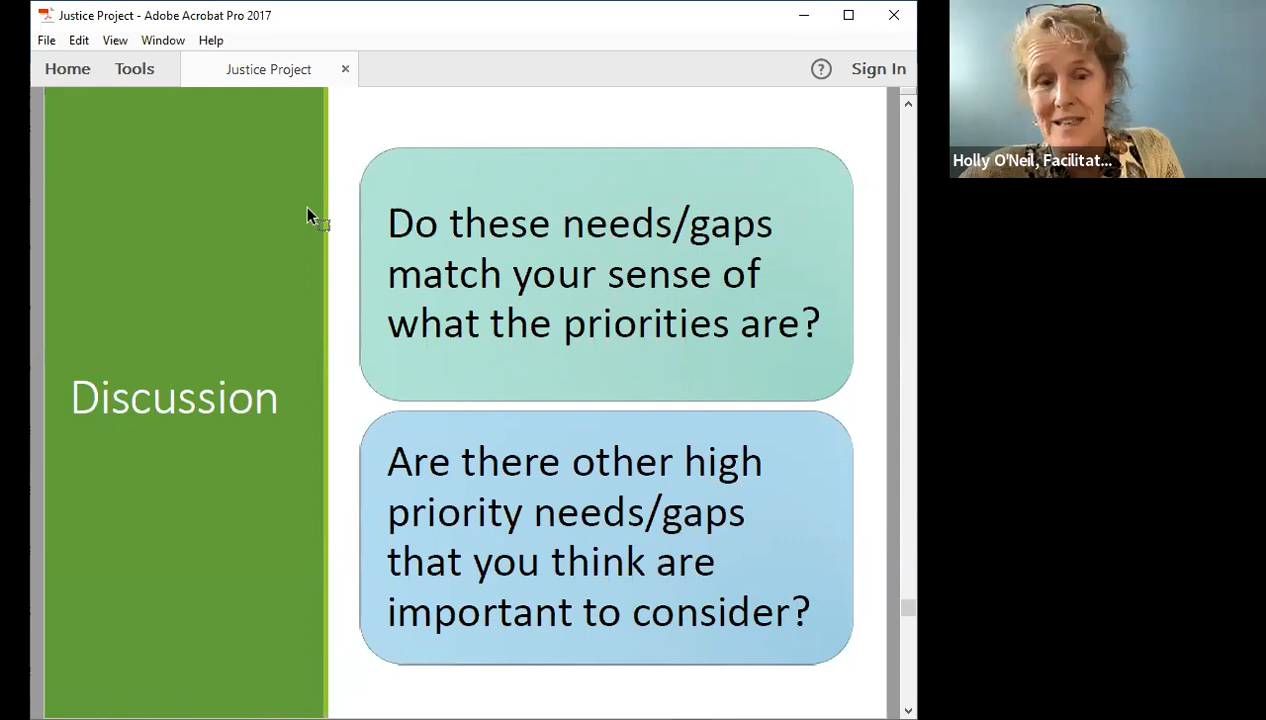 Justice Project - Adobe Acrobat Pro 2017
File Edit View Window Help
Home Tools Justice Project × ? Sign In
Discussion
Do these needs/gaps
match your sense of
what the priorities are?
Are there other high
priority needs/gaps
that you think are
important to consider?
Holly O'Neil, Facilitat...